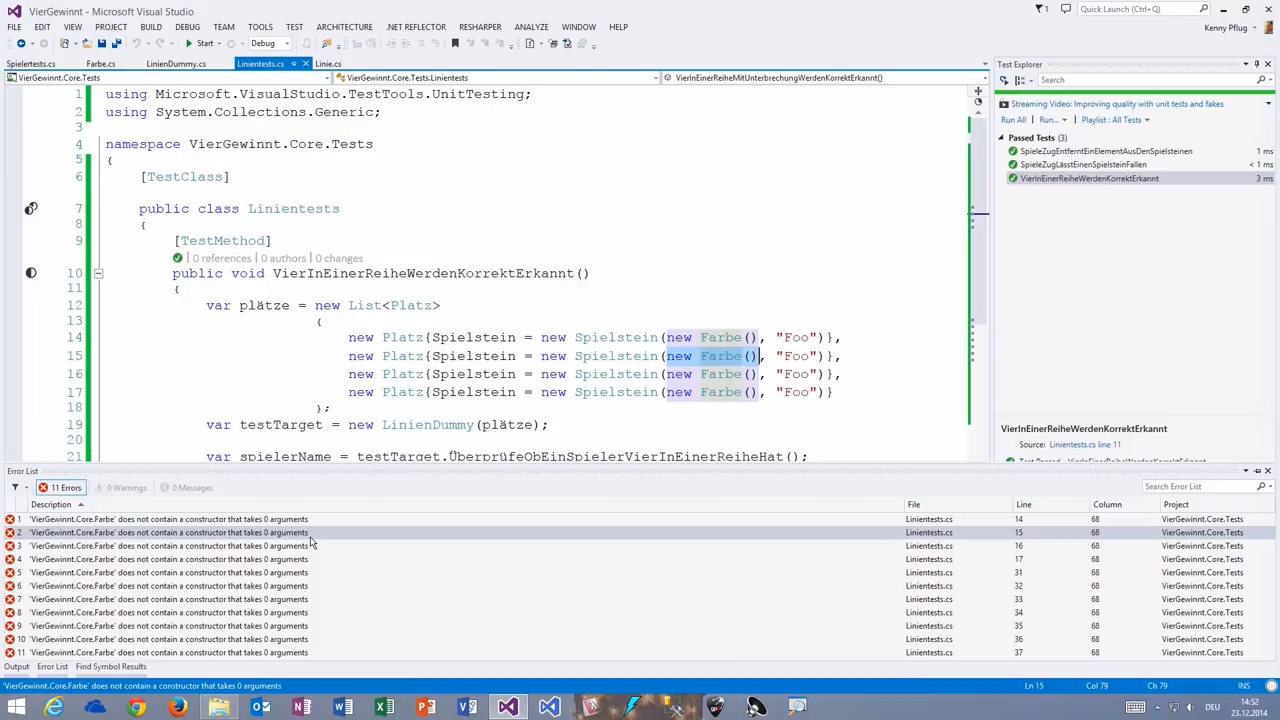 VierGewinnt - Microsoft Visual Studio
1
Quick Launch (Ctrl+Q)
FILE EDIT VIEW PROJECT BUILD DEBUG TEAM TOOLS TEST ARCHITECTURE .NET REFLECTOR RESHARPER ANALYZE WINDOW HELP
Kenny Pflug
Start Debug
Spielertests.cs Farbe.cs LinienDummy.cs Linientests.cs Linie.cs
VierGewinnt.Core.Tests VierGewinnt.Core.Tests.Linientests VierInEinerReiheMitUnterbrechungWerdenKorrektErkannt()
1 using Microsoft.VisualStudio.TestTools.UnitTesting;
2 using System.Collections.Generic;
3
4 namespace VierGewinnt.Core.Tests
5 {
6 [TestClass]
7 public class Linientests
8 {
9 [TestMethod]
0 references | 0 authors | 0 changes
10 public void VierInEinerReiheWerdenKorrektErkannt()
11 {
12 var plätze = new List<Platz>
13 {
14 new Platz{Spielstein = new Spielstein(new Farbe(), "Foo")},
15 new Platz{Spielstein = new Spielstein(new Farbe(), "Foo")},
16 new Platz{Spielstein = new Spielstein(new Farbe(), "Foo")},
17 new Platz{Spielstein = new Spielstein(new Farbe(), "Foo")}
18 };
19 var testTarget = new LinienDummy(plätze);
20
21 var spielerName = testTarget.ÜberprüfeObEinSpielerVierInEinerReiheHat();
Test Explorer
Search
Streaming Video: Improving quality with unit tests and fakes
Run All Run... Playlist : All Tests
Passed Tests (3)
SpieleZugEntferntEinElementAusDenSpielsteinen 1 ms
SpieleZugLässtEinenSpielsteinFallen < 1 ms
VierInEinerReiheWerdenKorrektErkannt 3 ms
VierInEinerReiheWerdenKorrektErkannt
Source: Linientests.cs line 11
Test Passed - VierInEinerReiheWerdenKorrektErkannt
Error List
11 Errors 0 Warnings 0 Messages
Search Error List
Description File Line Column Project
1 'VierGewinnt.Core.Farbe' does not contain a constructor that takes 0 arguments Linientests.cs 14 68 VierGewinnt.Core.Tests
2 'VierGewinnt.Core.Farbe' does not contain a constructor that takes 0 arguments Linientests.cs 15 68 VierGewinnt.Core.Tests
3 'VierGewinnt.Core.Farbe' does not contain a constructor that takes 0 arguments Linientests.cs 16 68 VierGewinnt.Core.Tests
4 'VierGewinnt.Core.Farbe' does not contain a constructor that takes 0 arguments Linientests.cs 17 68 VierGewinnt.Core.Tests
5 'VierGewinnt.Core.Farbe' does not contain a constructor that takes 0 arguments Linientests.cs 31 68 VierGewinnt.Core.Tests
6 'VierGewinnt.Core.Farbe' does not contain a constructor that takes 0 arguments Linientests.cs 32 68 VierGewinnt.Core.Tests
7 'VierGewinnt.Core.Farbe' does not contain a constructor that takes 0 arguments Linientests.cs 33 68 VierGewinnt.Core.Tests
8 'VierGewinnt.Core.Farbe' does not contain a constructor that takes 0 arguments Linientests.cs 34 68 VierGewinnt.Core.Tests
9 'VierGewinnt.Core.Farbe' does not contain a constructor that takes 0 arguments Linientests.cs 35 68 VierGewinnt.Core.Tests
10 'VierGewinnt.Core.Farbe' does not contain a constructor that takes 0 arguments Linientests.cs 36 68 VierGewinnt.Core.Tests
11 'VierGewinnt.Core.Farbe' does not contain a constructor that takes 0 arguments Linientests.cs 37 68 VierGewinnt.Core.Tests
Output Error List Find Symbol Results
'VierGewinnt.Core.Farbe' does not contain a constructor that takes 0 arguments Ln 15 Col 79 Ch 79 INS
DEU
14:52
23.12.2014